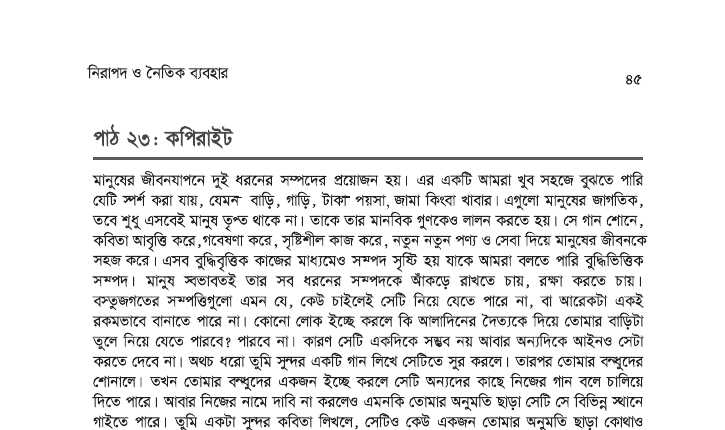 নিরাপদ ও নৈতিক ব্যবহার
৪৫
পাঠ ২৩: কপিরাইট
মানুষের জীবনযাপনে দুই ধরনের সম্পদের প্রয়োজন হয়। এর একটি আমরা খুব সহজে বুঝতে পারি
যেটি স্পর্শ করা যায়, যেমন বাড়ি, গাড়ি, টাকা পয়সা, জামা কিংবা খাবার। এগুলো মানুষের জাগতিক,
তবে শুধু এসবেই মানুষ তৃপ্ত থাকে না। তাকে তার মানবিক গুণকেও লালন করতে হয়। সে গান শোনে,
কবিতা আবৃত্তি করে,গবেষণা করে, সৃষ্টিশীল কাজ করে, নতুন নতুন পণ্য ও সেবা দিয়ে মানুষের জীবনকে
সহজ করে। এসব বুদ্ধিবৃত্তিক কাজের মাধ্যমেও সম্পদ সৃষ্টি হয় যাকে আমরা বলতে পারি বুদ্ধিভিত্তিক
সম্পদ। মানুষ স্বভাবতই তার সব ধরনের সম্পদকে আঁকড়ে রাখতে চায়, রক্ষা করতে চায়।
বস্তুজগতের সম্পত্তিগুলো এমন যে, কেউ চাইলেই সেটি নিয়ে যেতে পারে না, বা আরেকটা একই
রকমভাবে বানাতে পারে না। কোনো লোক ইচ্ছে করলে কি আলাদিনের দৈত্যকে দিয়ে তোমার বাড়িটা
তুলে নিয়ে যেতে পারবে? পারবে না। কারণ সেটি একদিকে সম্ভব নয় আবার অন্যদিকে আইনও সেটা
করতে দেবে না। অথচ ধরো তুমি সুন্দর একটি গান লিখে সেটিতে সুর করলে। তারপর তোমার বন্ধুদের
শোনালে। তখন তোমার বন্ধুদের একজন ইচ্ছে করলে সেটি অন্যদের কাছে নিজের গান বলে চালিয়ে
দিতে পারে। আবার নিজের নামে দাবি না করলেও এমনকি তোমার অনুমতি ছাড়া সেটি সে বিভিন্ন স্থানে
গাইতে পারে। তুমি একটা সুন্দর কবিতা লিখলে, সেটিও কেউ একজন তোমার অনুমতি ছাড়া কোথাও